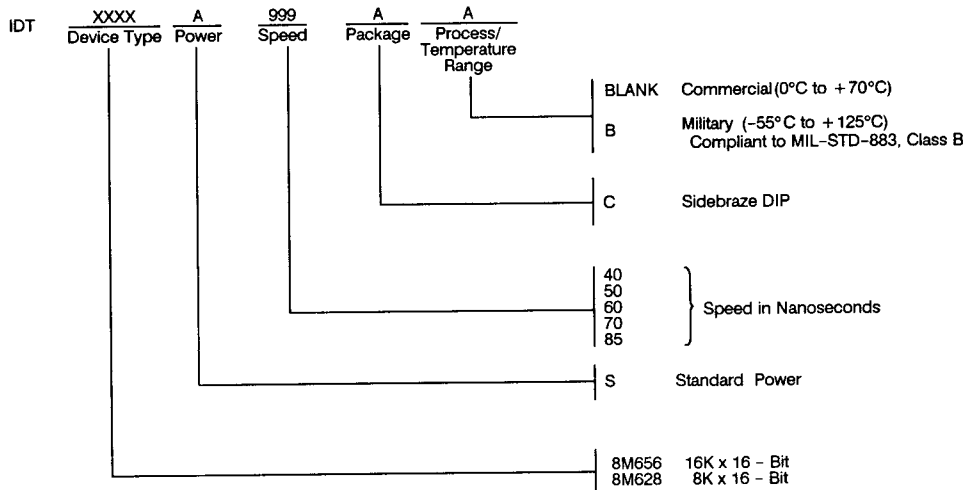 IDT XXXX A 999 A A
Device Type Power Speed Package Process/
Temperature
Range
BLANK Commercial (0°C to +70°C)
B Military (–55°C to +125°C)
Compliant to MIL–STD–883, Class B
C Sidebraze DIP
40
50
60
70
85
Speed in Nanoseconds
S Standard Power
8M656 16K x 16 – Bit
8M628 8K x 16 – Bit